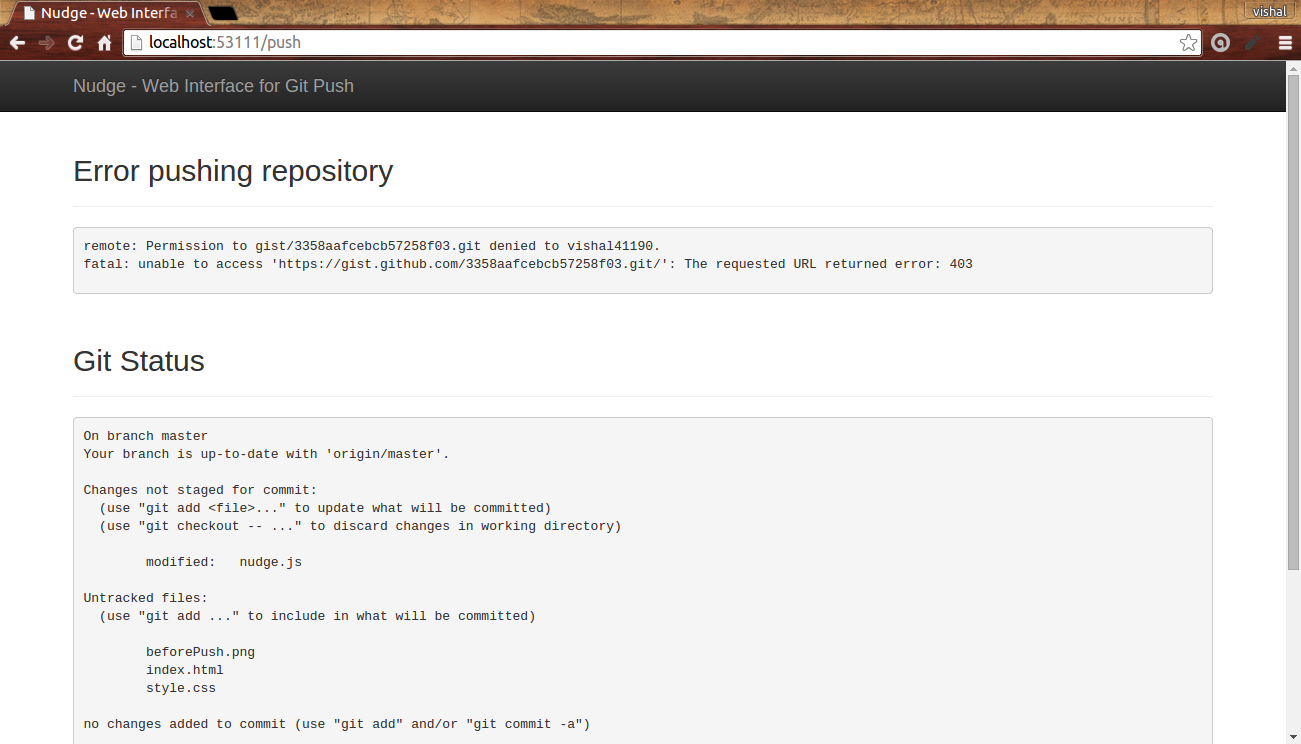 Nudge - Web Interfa
vishal
localhost:53111/push
Nudge - Web Interface for Git Push
Error pushing repository
remote: Permission to gist/3358aafcebcb57258f03.git denied to vishal41190.
fatal: unable to access 'https://gist.github.com/3358aafcebcb57258f03.git/': The requested URL returned error: 403
Git Status
On branch master
Your branch is up-to-date with 'origin/master'.
Changes not staged for commit:
(use "git add <file>..." to update what will be committed)
(use "git checkout -- ..." to discard changes in working directory)
modified: nudge.js
Untracked files:
(use "git add ..." to include in what will be committed)
beforePush.png
index.html
style.css
no changes added to commit (use "git add" and/or "git commit -a")